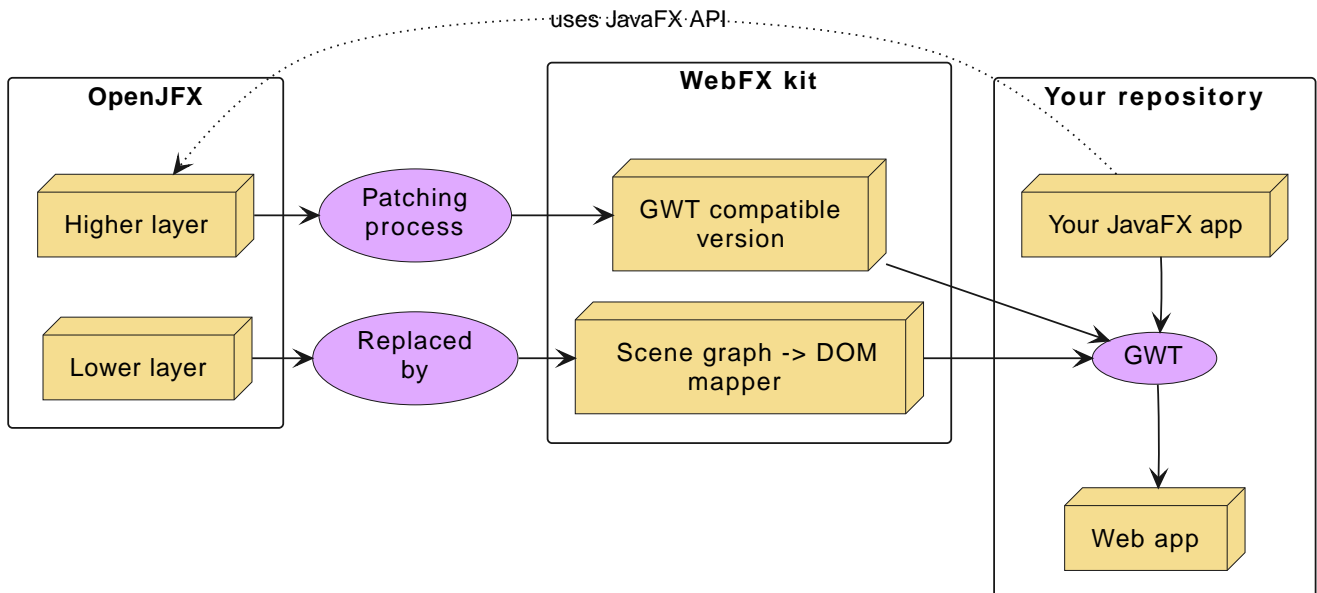 uses JavaFX API
OpenJFX
WebFX kit
Your repository
Higher layer
Patching
process
GWT compatible
version
Your JavaFX app
Lower layer
Replaced
by
Scene graph -> DOM
mapper
GWT
Web app